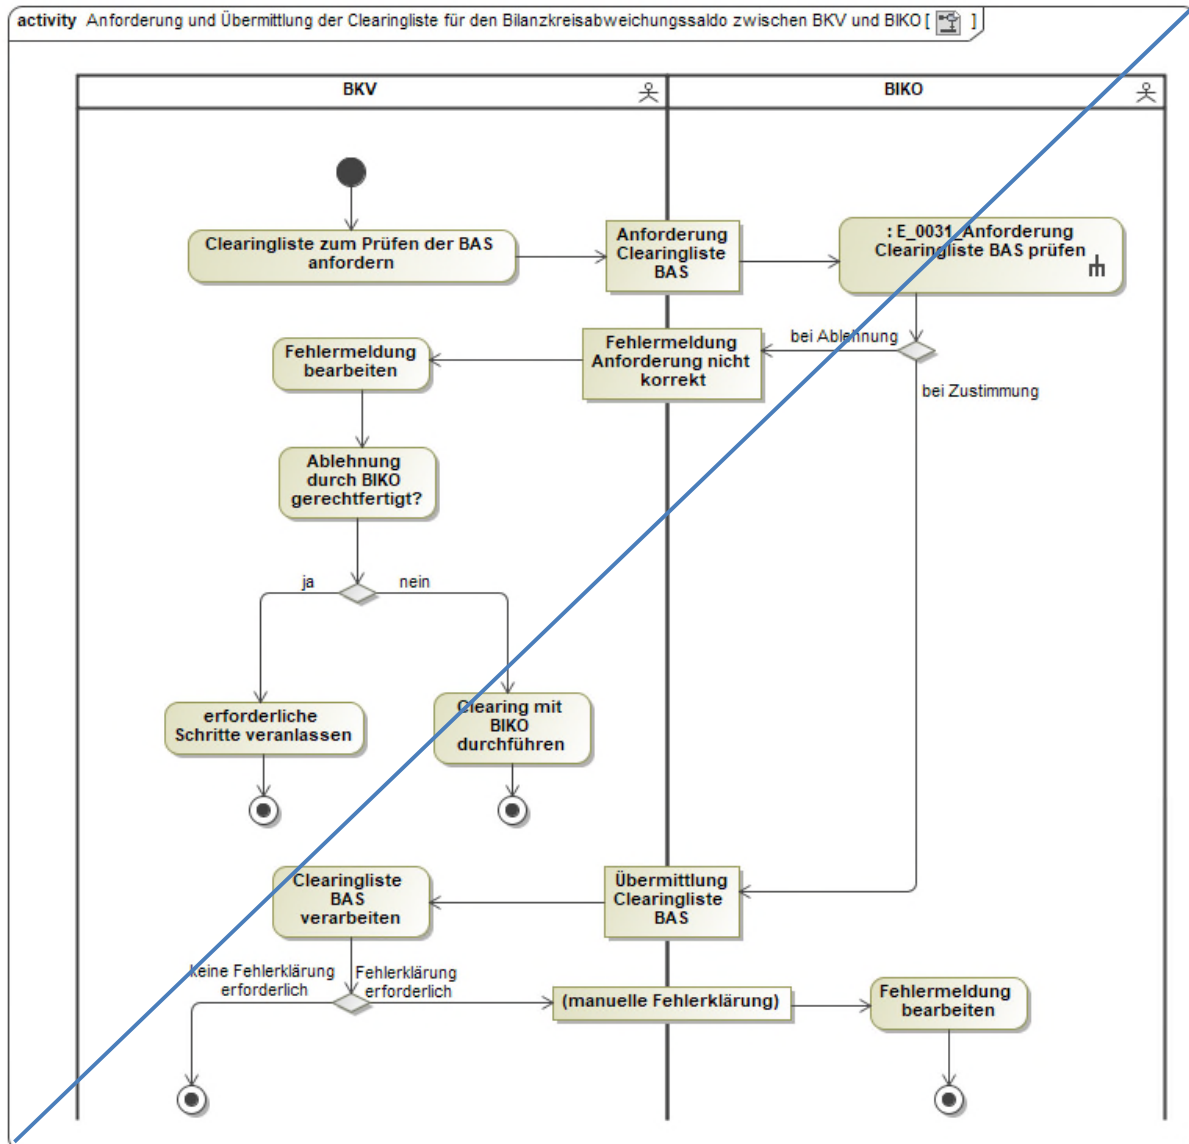 activity Anforderung und Übermittlung der Clearingliste für den Bilanzkreisabweichungssaldo zwischen BKV und BIKO [ ]
BKV
BIKO
Clearingliste zum Prüfen der BAS
anfordern
Anforderung
Clearingliste
BAS
: E_0031_Anforderung
Clearingliste BAS prüfen
bei Ablehnung
Fehlermeldung
Anforderung nicht
korrekt
Fehlermeldung
bearbeiten
bei Zustimmung
Ablehnung
durch BIKO
gerechtfertigt?
ja
nein
erforderliche
Schritte veranlassen
Clearing mit
BIKO
durchführen
Clearingliste
BAS
verarbeiten
Übermittlung
Clearingliste
BAS
keine Fehlerklärung
erforderlich
Fehlerklärung
erforderlich
(manuelle Fehlerklärung)
Fehlermeldung
bearbeiten